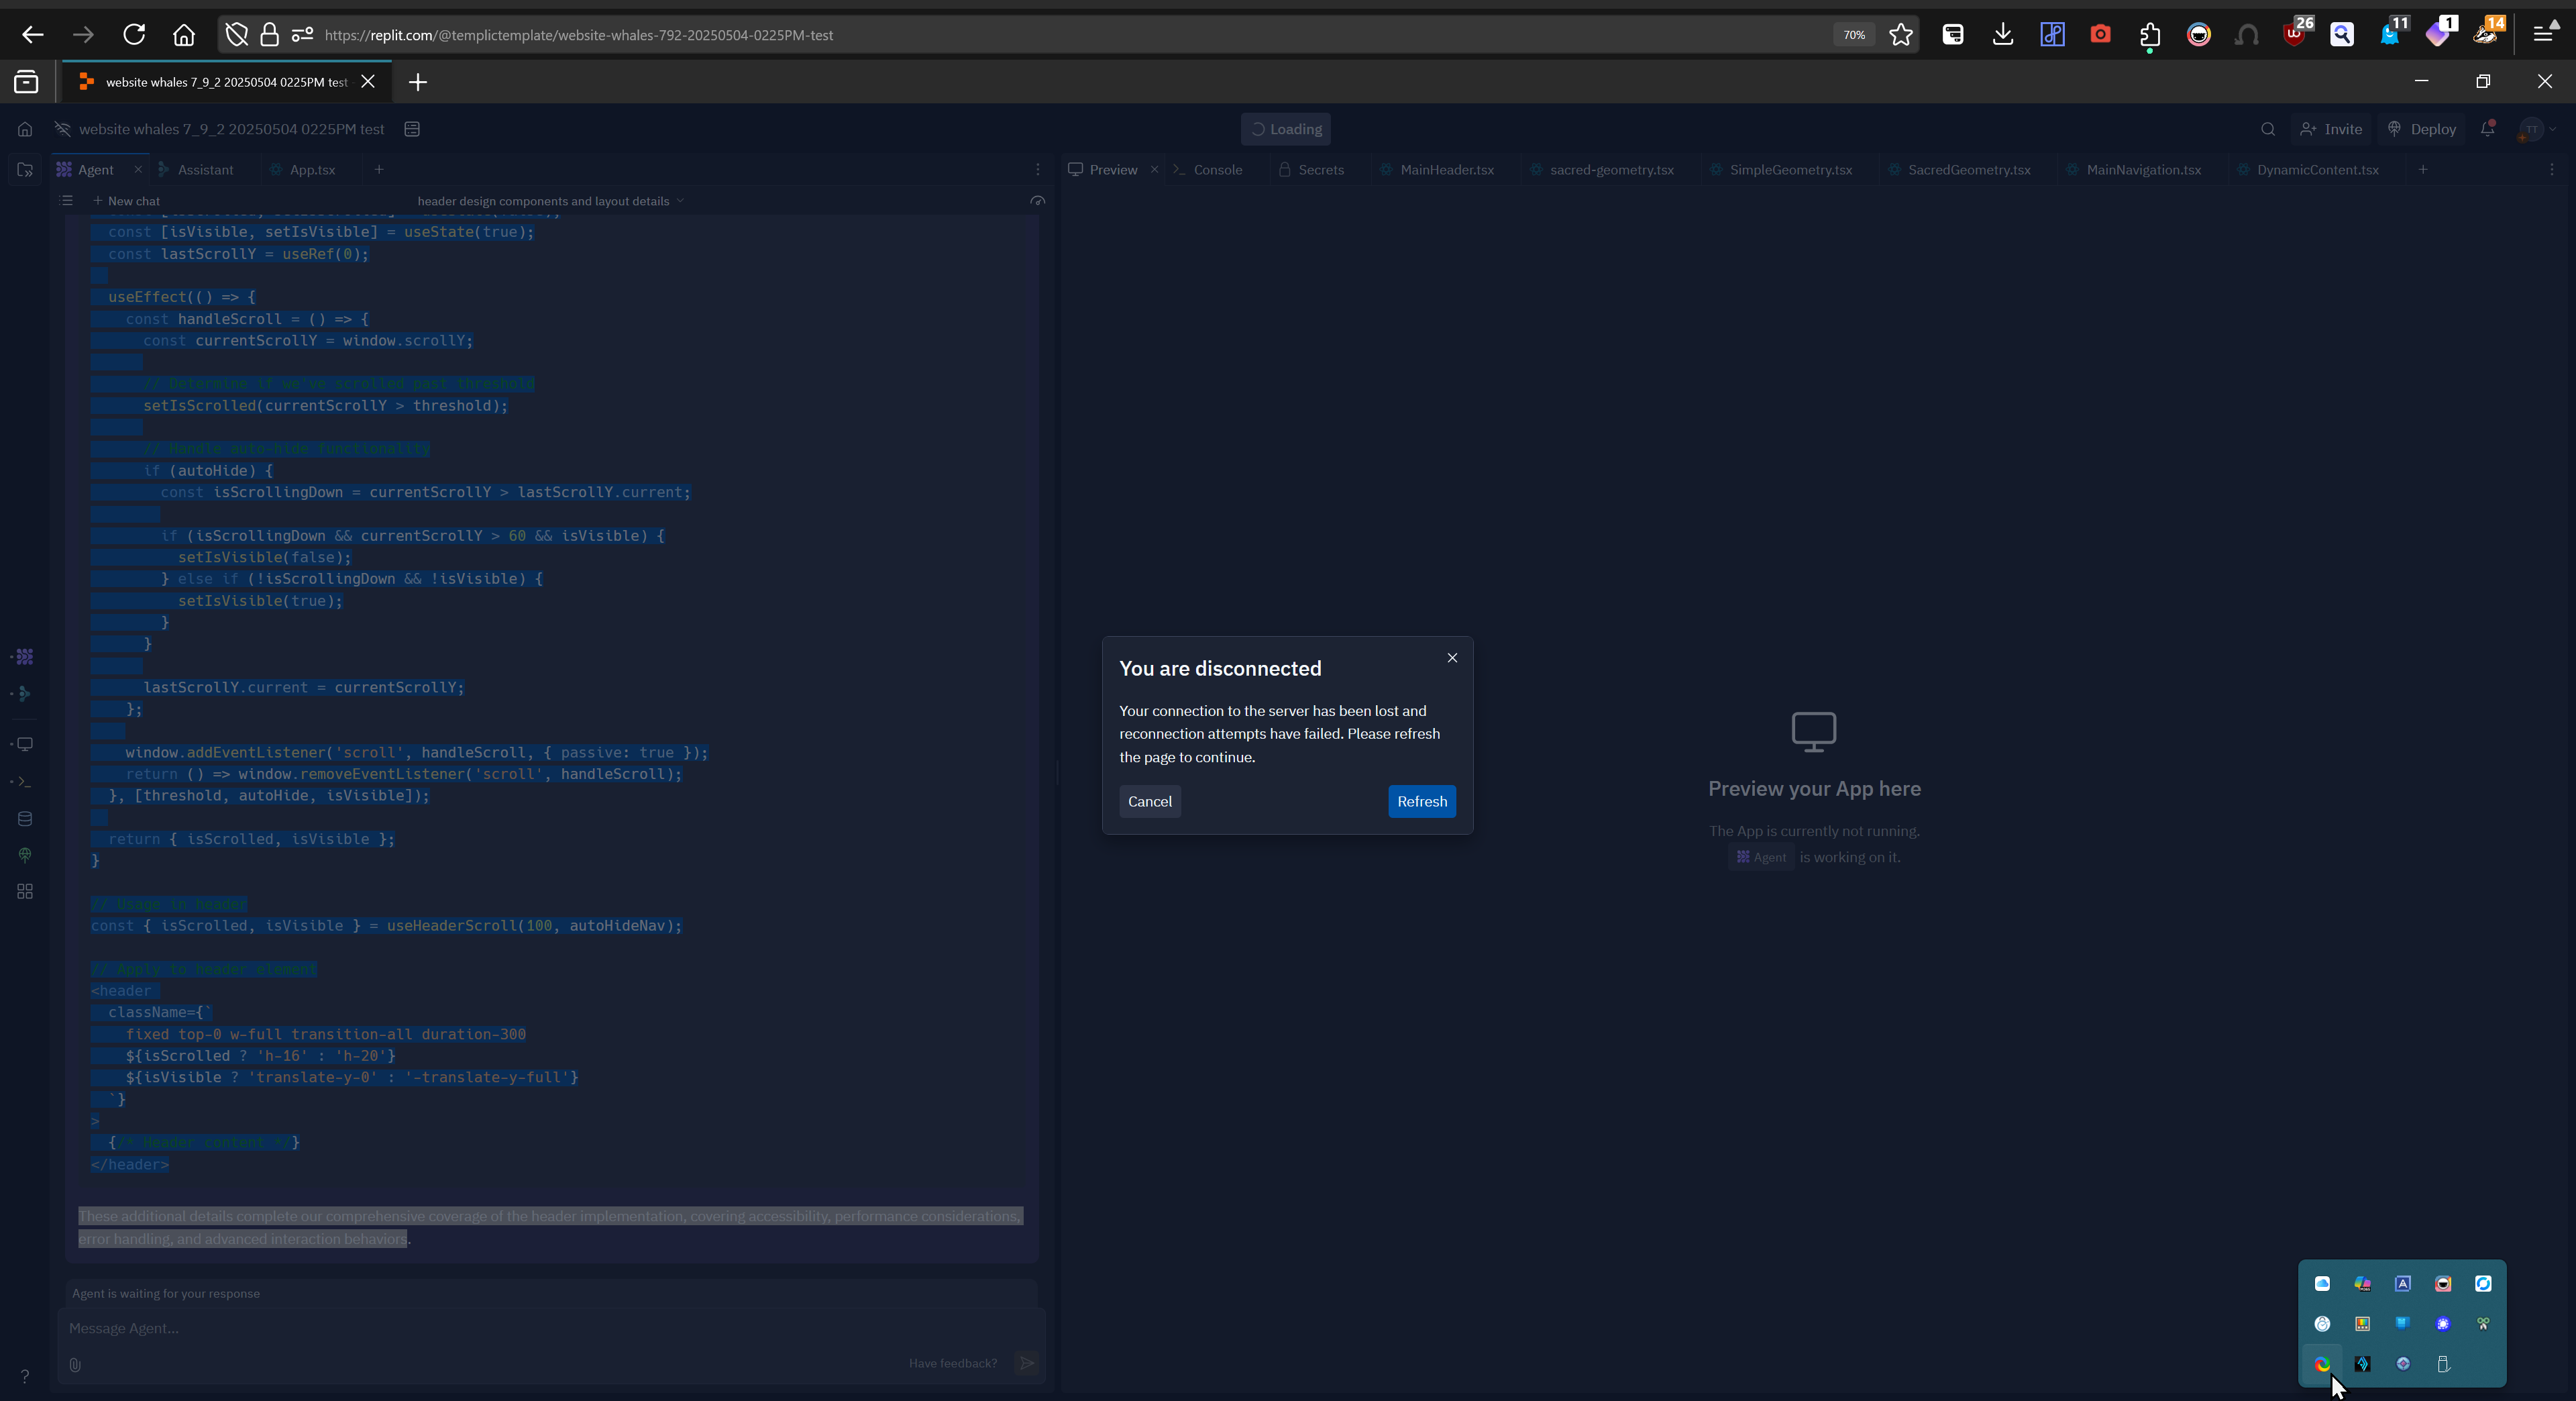 https://replit.com/@templictemplate/website-whales-792-20250504-0225PM-test
70%
26
11
1
14
website whales 7_9_2 20250504 0225PM test
website whales 7_9_2 20250504 0225PM test
Loading
Invite
Deploy
TT
Agent
Assistant
App.tsx
Preview
Console
Secrets
MainHeader.tsx
sacred-geometry.tsx
SimpleGeometry.tsx
SacredGeometry.tsx
MainNavigation.tsx
DynamicContent.tsx
New chat
header design components and layout details
const [isVisible, setIsVisible] = useState(true);
const lastScrollY = useRef(0);
useEffect(() => {
const handleScroll = () => {
const currentScrollY = window.scrollY;
// Determine if we've scrolled past threshold
setIsScrolled(currentScrollY > threshold);
// Handle auto-hide functionality
if (autoHide) {
const isScrollingDown = currentScrollY > lastScrollY.current;
if (isScrollingDown && currentScrollY > 60 && isVisible) {
setIsVisible(false);
} else if (!isScrollingDown && !isVisible) {
setIsVisible(true);
}
}
lastScrollY.current = currentScrollY;
};
window.addEventListener('scroll', handleScroll, { passive: true });
return () => window.removeEventListener('scroll', handleScroll);
}, [threshold, autoHide, isVisible]);
return { isScrolled, isVisible };
}
// Usage in header
const { isScrolled, isVisible } = useHeaderScroll(100, autoHideNav);
// Apply to header element
<header
className={`
fixed top-0 w-full transition-all duration-300
${isScrolled ? 'h-16' : 'h-20'}
${isVisible ? 'translate-y-0' : '-translate-y-full'}
`}
>
{/* Header content */}
</header>
These additional details complete our comprehensive coverage of the header implementation, covering accessibility, performance considerations,
error handling, and advanced interaction behaviors.
Agent is waiting for your response
Message Agent...
Have feedback?
You are disconnected
Your connection to the server has been lost and
reconnection attempts have failed. Please refresh
the page to continue.
Cancel
Refresh
Preview your App here
The App is currently not running.
Agent is working on it.